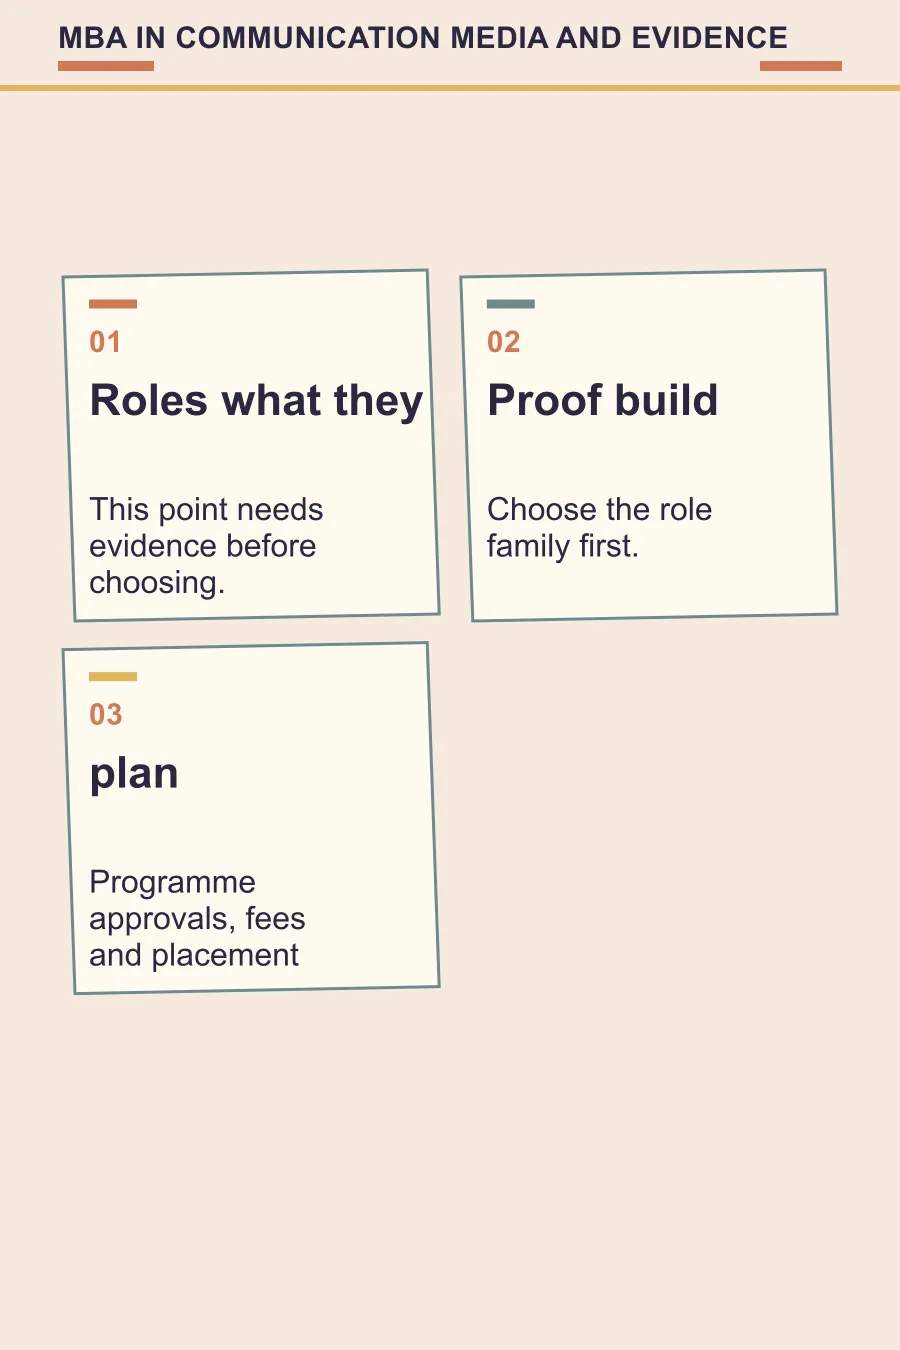 MBA IN COMMUNICATION MEDIA AND EVIDENCE
01
Roles what they
This point needs
evidence before
choosing.
02
Proof build
Choose the role
family first.
03
plan
Programme
approvals, fees
and placement